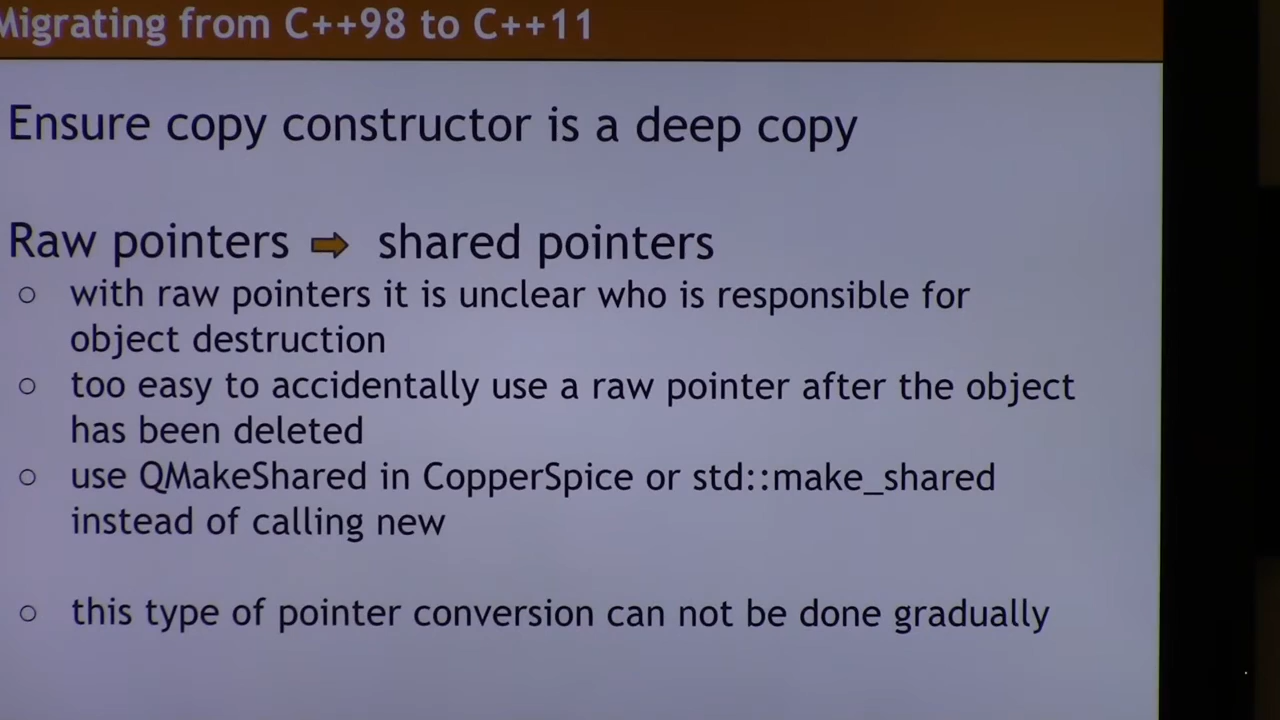 Migrating from C++98 to C++11
Ensure copy constructor is a deep copy
Raw pointers ➡ shared pointers
○ with raw pointers it is unclear who is responsible for
object destruction
○ too easy to accidentally use a raw pointer after the object
has been deleted
○ use QMakeShared in CopperSpice or std::make_shared
instead of calling new
○ this type of pointer conversion can not be done gradually